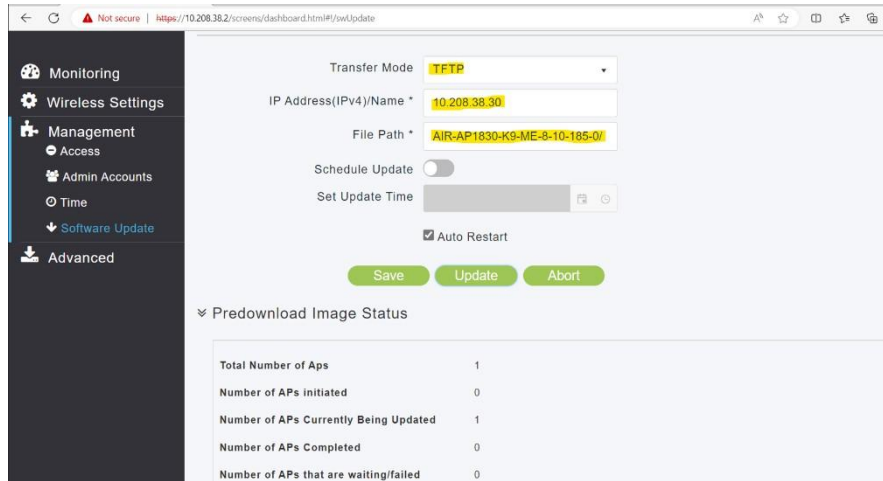 Not secure | https://10.208.38.2/screens/dashboard.html#!/swUpdate
Monitoring
Wireless Settings
Management
Access
Admin Accounts
Time
Software Update
Advanced
Transfer Mode TFTP
IP Address(IPv4)/Name * 10.208.38.30
File Path * AIR-AP1830-K9-ME-8-10-185-0/
Schedule Update
Set Update Time
Auto Restart
Save Update Abort
Predownload Image Status
Total Number of Aps 1
Number of APs initiated 0
Number of APs Currently Being Updated 1
Number of APs Completed 0
Number of APs that are waiting/failed 0